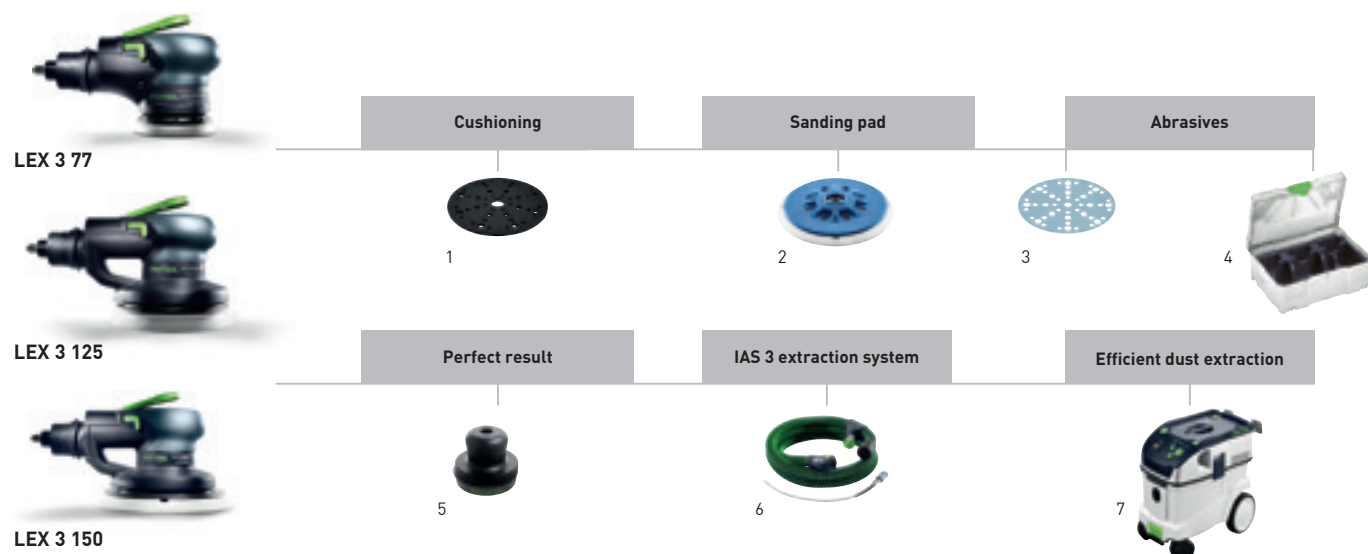 LEX 3 77
Cushioning
Sanding pad
Abrasives
1
2
3
4
LEX 3 125
Perfect result
IAS 3 extraction system
Efficient dust extraction
5
6
7
LEX 3 150